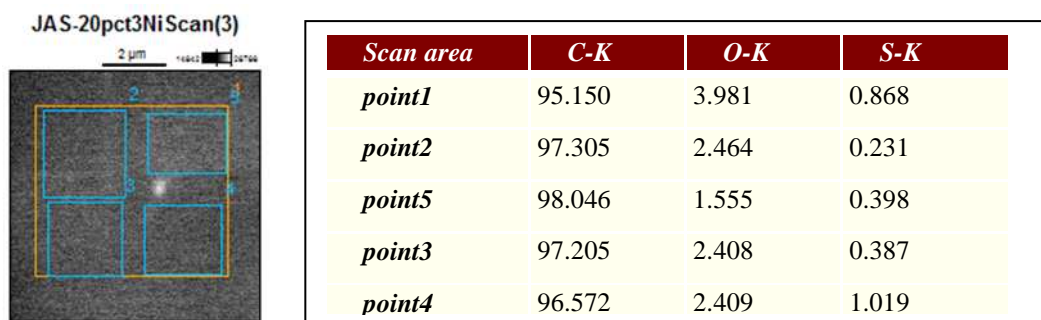 JAS-20pct3NiScan(3)
2 µm
2
1
3
4
Scan area C-K O-K S-K
point1 95.150 3.981 0.868
point2 97.305 2.464 0.231
point5 98.046 1.555 0.398
point3 97.205 2.408 0.387
point4 96.572 2.409 1.019